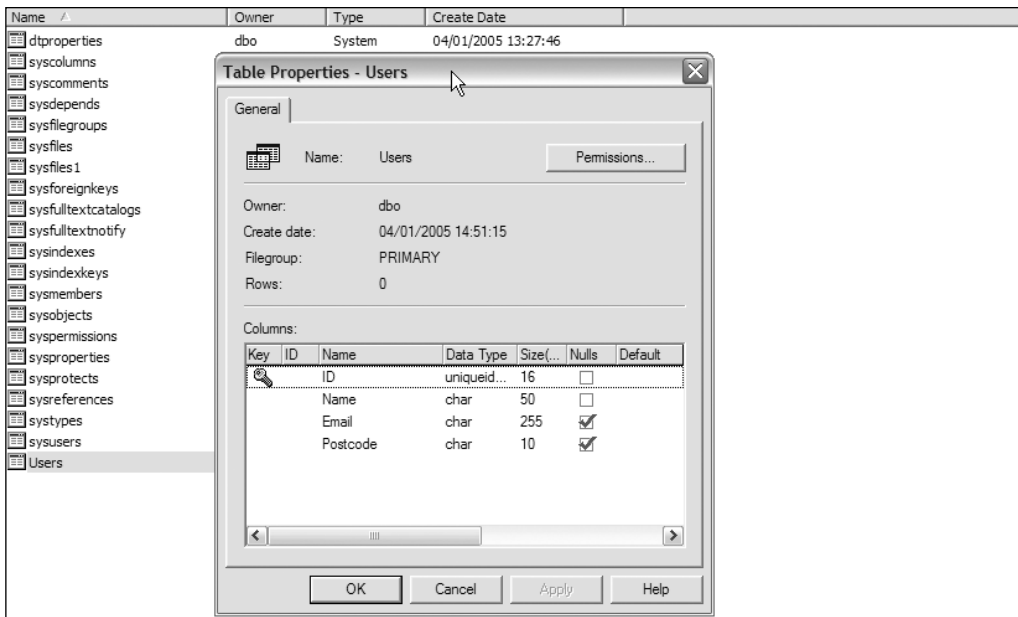 Name Owner Type Create Date
dtproperties dbo System 04/01/2005 13:27:46
syscolumns
syscomments
sysdepends
sysfilegroups
sysfiles
sysfiles1
sysforeignkeys
sysfulltextcatalogs
sysfulltextnotify
sysindexes
sysindexkeys
sysmembers
sysobjects
syspermissions
sysproperties
sysprotects
sysreferences
systypes
sysusers
Users
Table Properties - Users
General
Name: Users Permissions...
Owner: dbo
Create date: 04/01/2005 14:51:15
Filegroup: PRIMARY
Rows: 0
Columns:
Key ID Name Data Type Size(... Nulls Default
ID uniqueid... 16
Name char 50
Email char 255
Postcode char 10
OK Cancel Apply Help